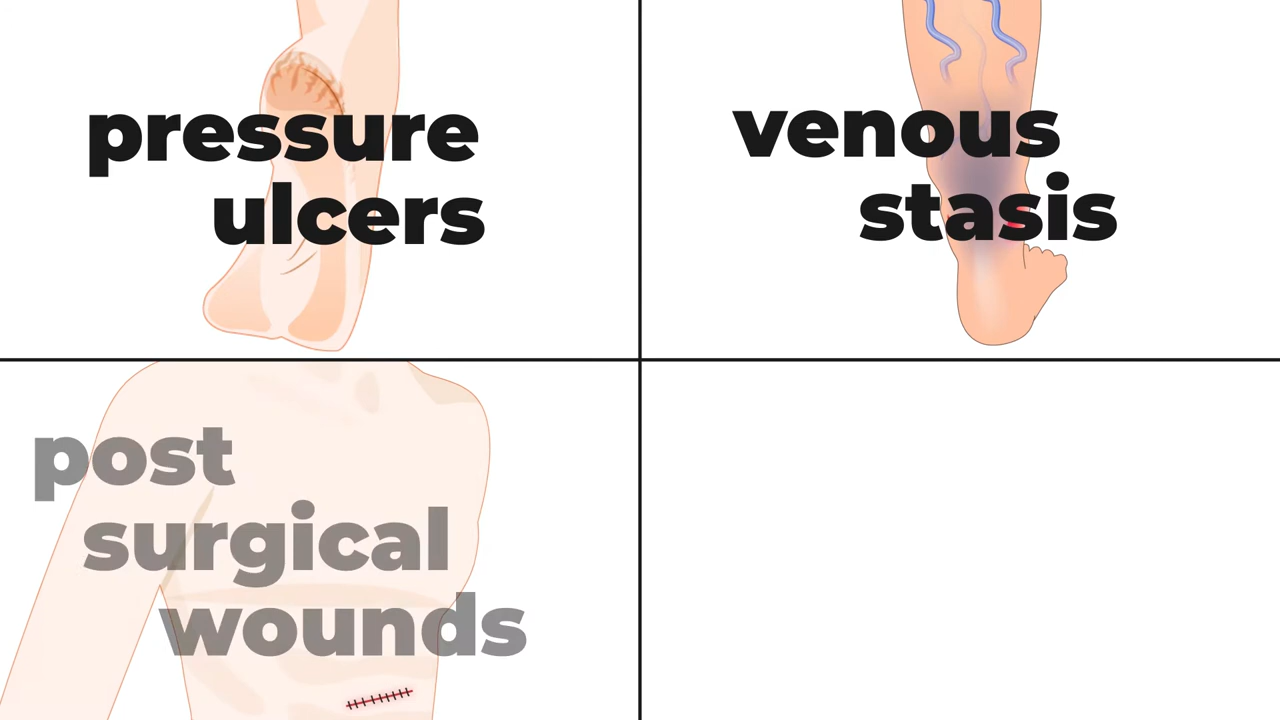 pressure
ulcers
venous
stasis
post
surgical
wounds